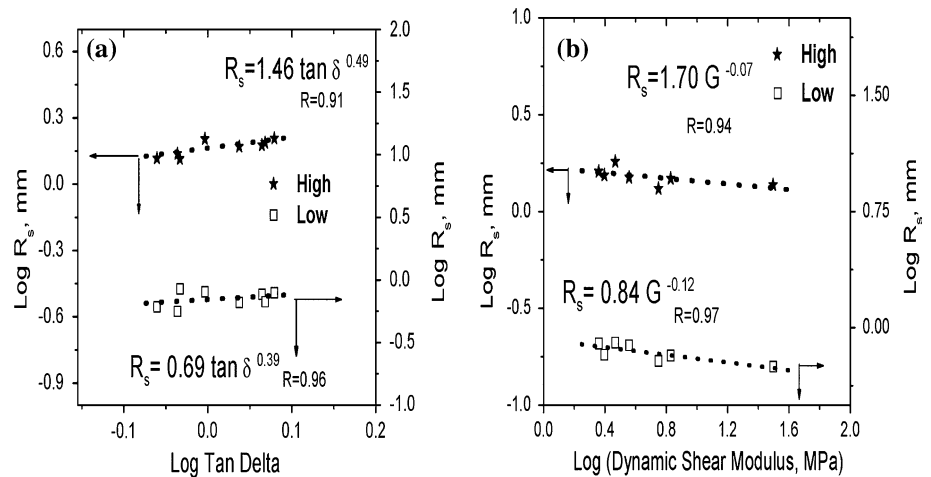 (a)
R_s=1.46 tan δ^0.49
R=0.91
High
Low
R_s= 0.69 tan δ^0.39
R=0.96
0.6
0.3
0.0
-0.3
-0.6
-0.9
Log R_s, mm
2.0
1.5
1.0
0.5
0.0
-0.5
-1.0
Log R_s, mm
-0.1
0.0
0.1
0.2
Log Tan Delta
(b)
High
Low
R_s=1.70 G^-0.07
R=0.94
R_s= 0.84 G^-0.12
R=0.97
1.0
0.5
0.0
-0.5
-1.0
Log R_s, mm
1.50
0.75
0.00
Log R_s, mm
0.0
0.4
0.8
1.2
1.6
2.0
Log (Dynamic Shear Modulus, MPa)